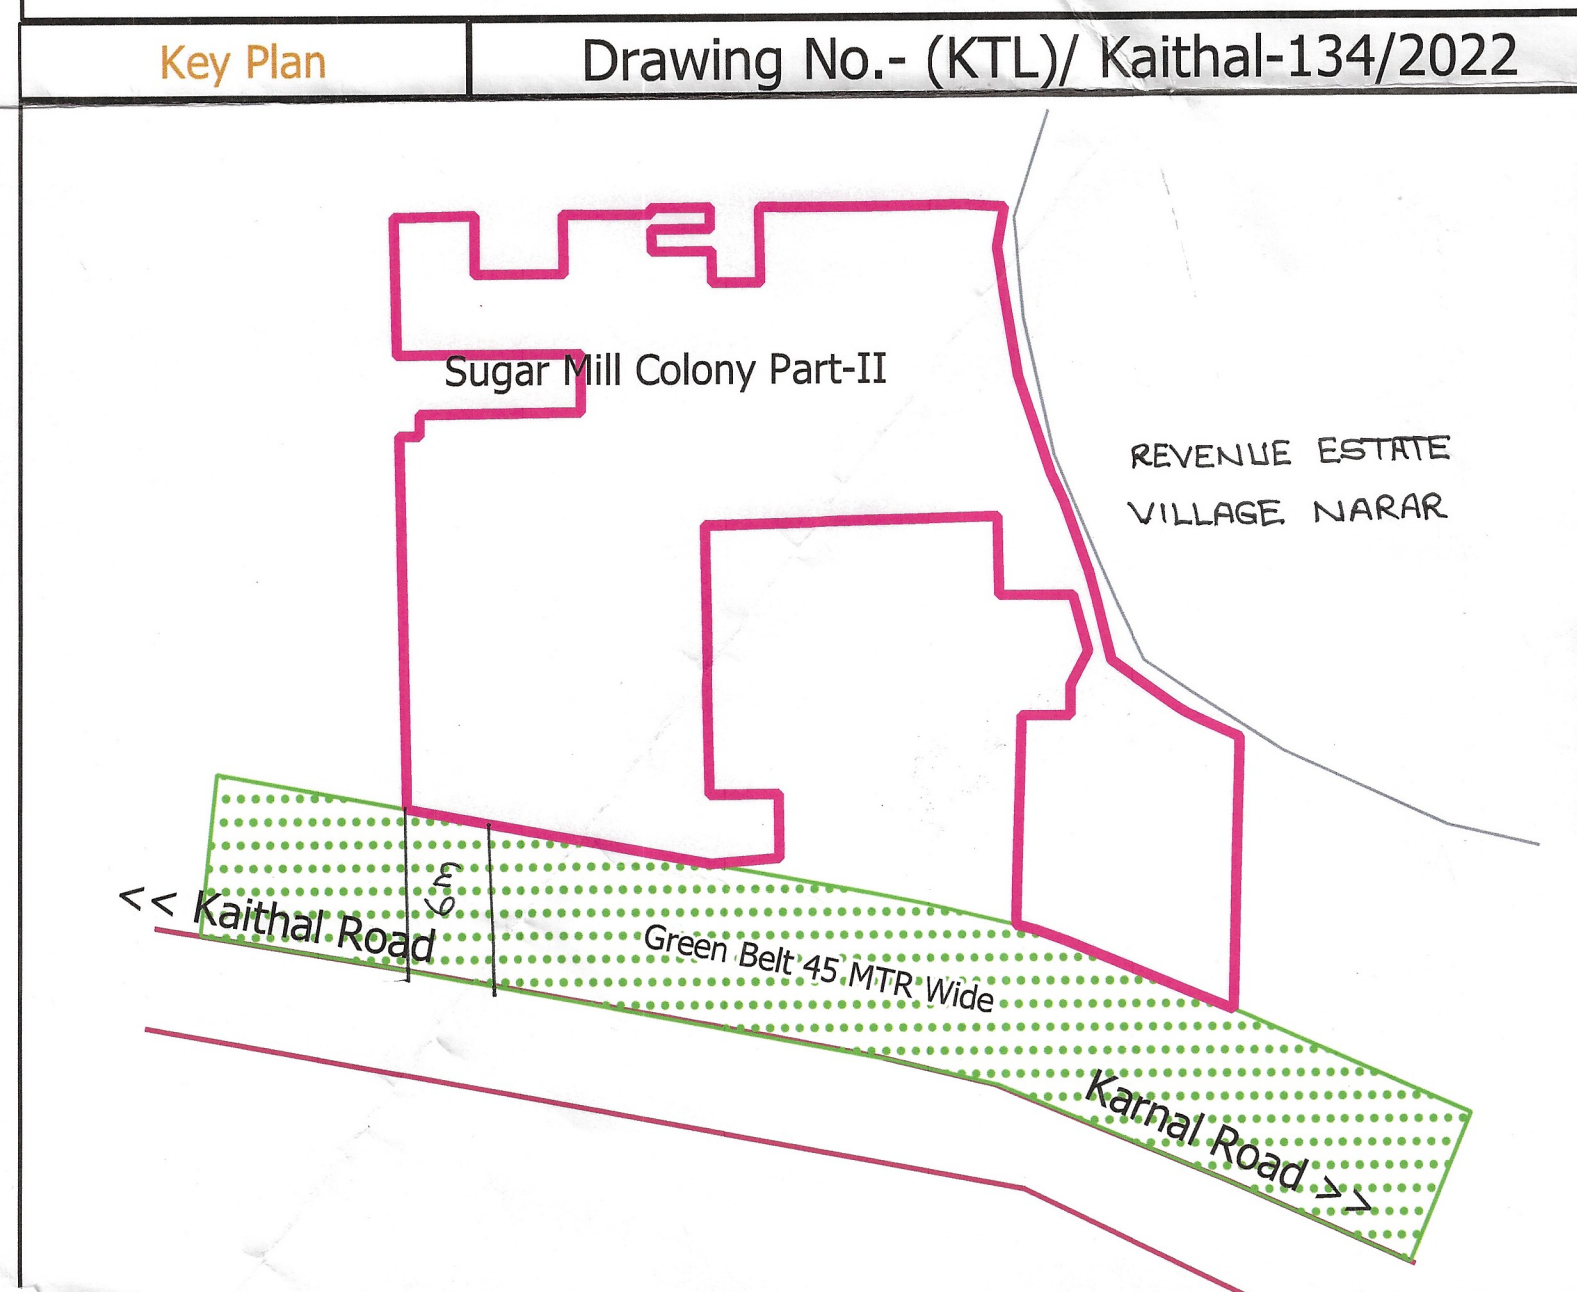 Key Plan
Drawing No.- (KTL)/ Kaithal-134/2022
Sugar Mill Colony Part-II
REVENUE ESTATE
VILLAGE NARAR
9m
<< Kaithal Road
Green Belt 45 MTR Wide
Karnal Road >>